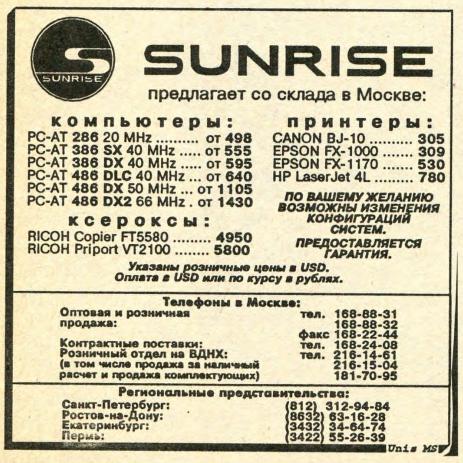 SUNRISE
SUNRISE
предлагает со склада в Москве:
компьютеры:
PC-AT 286 20 MHz ......... от 498
PC-AT 386 SX 40 MHz ..... от 555
PC-AT 386 DX 40 MHz ..... от 595
PC-AT 486 DLC 40 MHz ... от 640
PC-AT 486 DX 50 MHz ... от 1105
PC-AT 486 DX2 66 MHz . от 1430
ксероксы:
RICOH Copier FT5580 ......... 4950
RICOH Priport VT2100 ........ 5800
принтеры:
CANON BJ-10 ........... 305
EPSON FX-1000 ........ 309
EPSON FX-1170 ........ 530
HP LaserJet 4L ......... 780
ПО ВАШЕМУ ЖЕЛАНИЮ
ВОЗМОЖНЫ ИЗМЕНЕНИЯ
КОНФИГУРАЦИЙ
СИСТЕМ.
ПРЕДОСТАВЛЯЕТСЯ
ГАРАНТИЯ.
Указаны розничные цены в USD.
Оплата в USD или по курсу в рублях.
Телефоны в Москве:
Оптовая и розничная тел. 168-88-31
продажа: 168-88-32
факс 168-22-44
Контрактные поставки: тел. 168-24-08
Розничный отдел на ВДНХ: тел. 216-14-61
(в том числе продажа за наличный 216-15-04
расчет и продажа комплектующих) 181-70-95
Региональные представительства:
Санкт-Петербург: (812) 312-94-84
Ростов-на-Дону: (8632) 63-16-28
Екатеринбург: (3432) 34-64-74
Пермь: (3422) 55-26-39
Unis MS